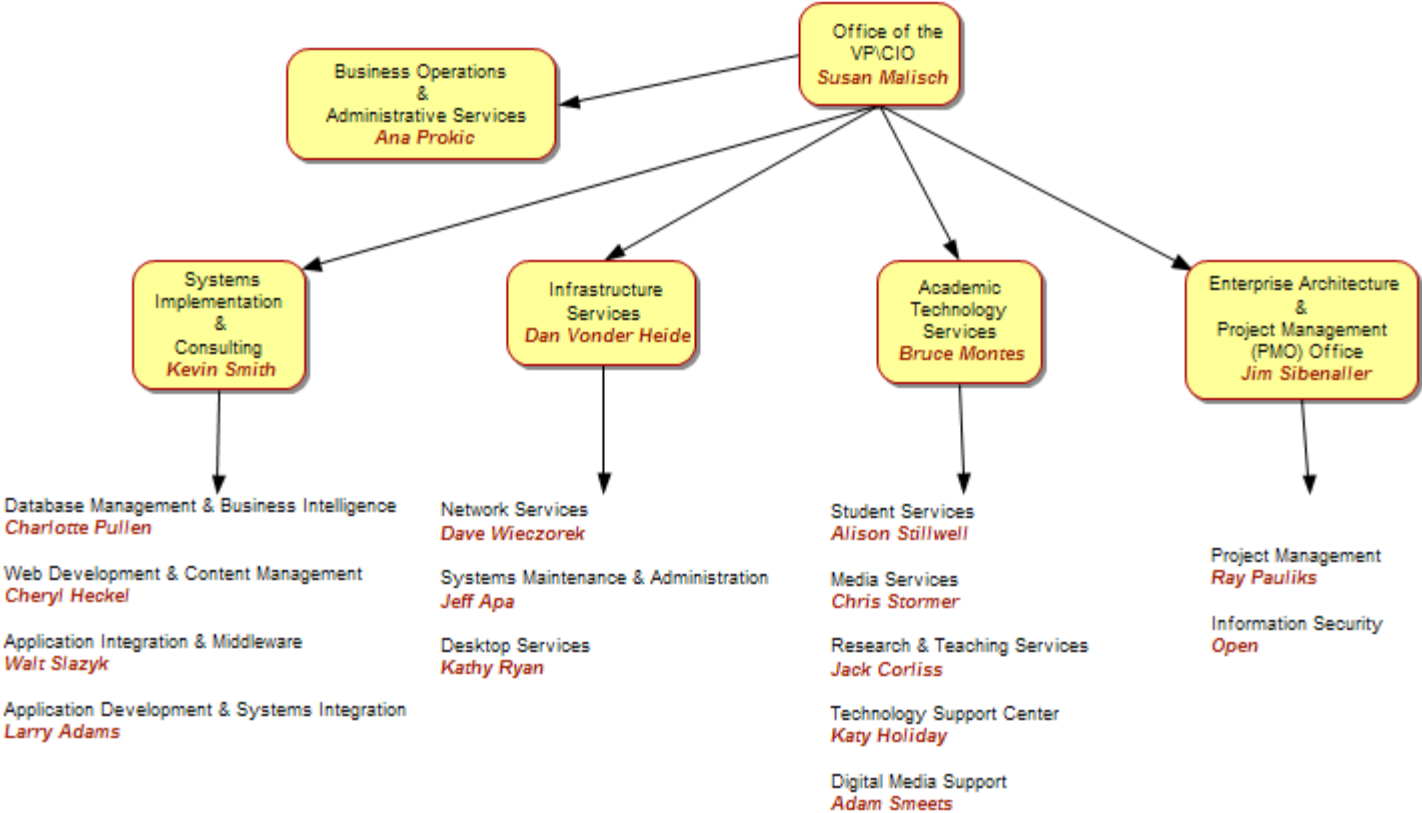 Office of the
VP\CIO
Susan Malisch
Business Operations
&
Administrative Services
Ana Prokic
Systems
Implementation
&
Consulting
Kevin Smith
Infrastructure
Services
Dan Vonder Heide
Academic
Technology
Services
Bruce Montes
Enterprise Architecture
&
Project Management
(PMO) Office
Jim Sibenaller
Database Management & Business Intelligence
Charlotte Pullen
Web Development & Content Management
Cheryl Heckel
Application Integration & Middleware
Walt Slazyk
Application Development & Systems Integration
Larry Adams
Network Services
Dave Wieczorek
Systems Maintenance & Administration
Jeff Apa
Desktop Services
Kathy Ryan
Student Services
Alison Stillwell
Media Services
Chris Stormer
Research & Teaching Services
Jack Corliss
Technology Support Center
Katy Holiday
Digital Media Support
Adam Smeets
Project Management
Ray Pauliks
Information Security
Open